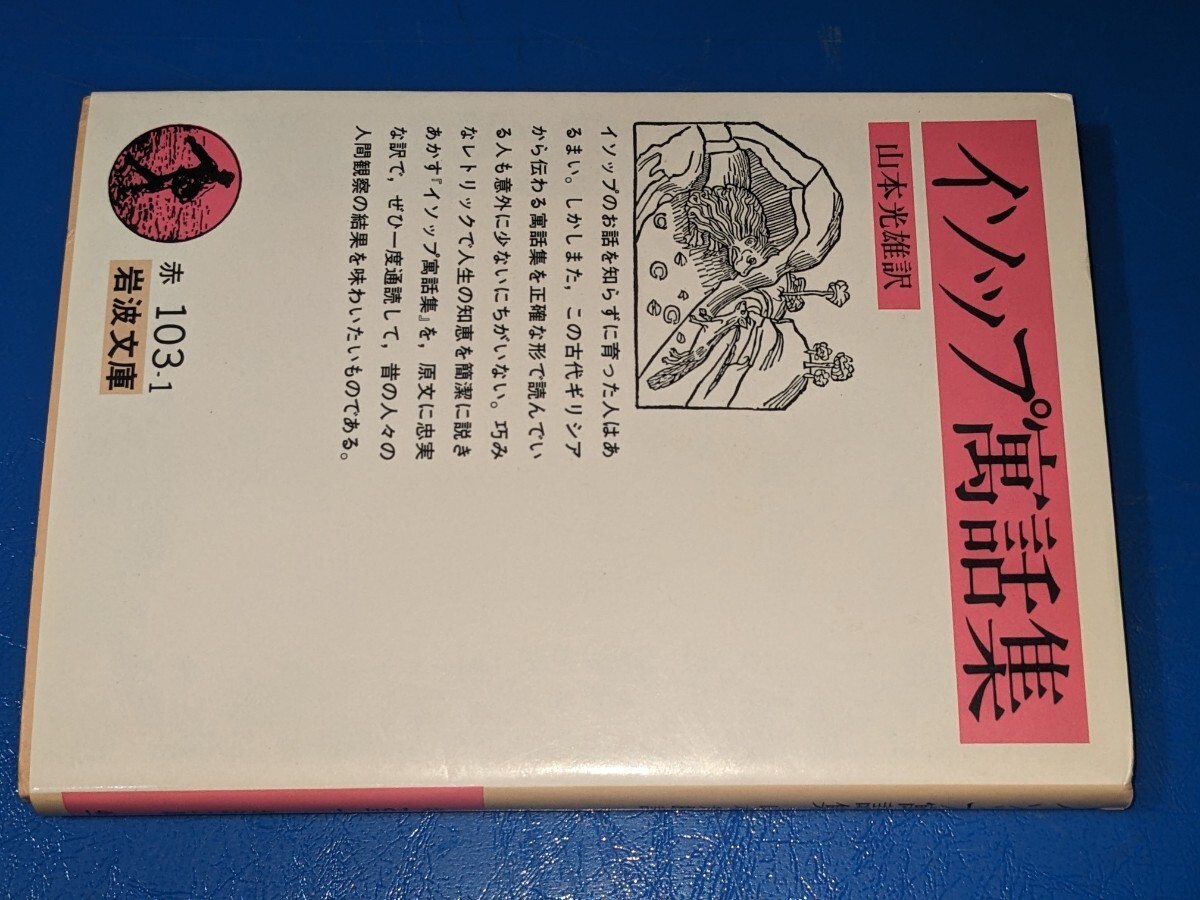 イソップ寓話集
山本光雄訳
イソップのお話を知らずに育った人はあ
るまい。しかしまた，この古代ギリシア
から伝わる寓話集を正確な形で読んでい
る人も意外に少ないにちがいない。巧み
なレトリックで人生の知恵を簡潔に説き
あかす『イソップ寓話集』を，原文に忠実
な訳で，ぜひ一度通読して，昔の人々の
人間観察の結果を味わいたいものである。
赤 103-1
岩波文庫